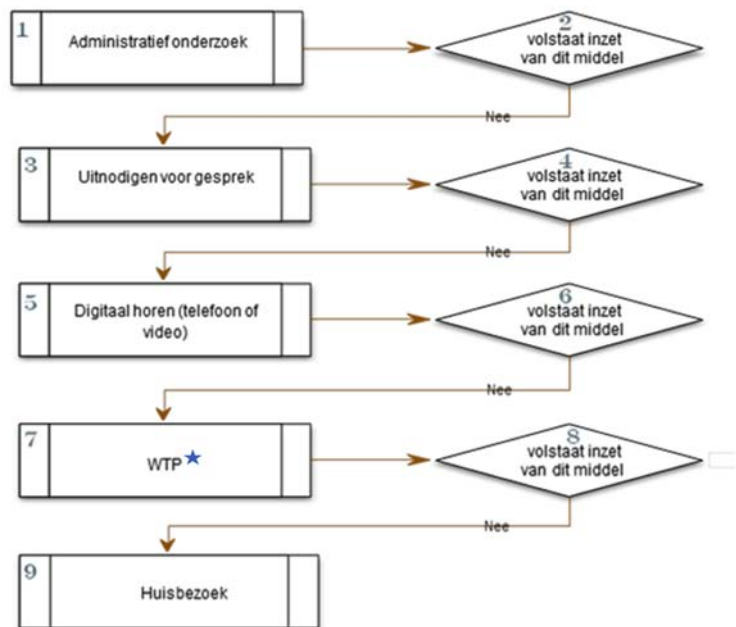 1
Administratief onderzoek
2
volstaat inzet
van dit middel
Nee
3
Uitnodigen voor gesprek
4
volstaat inzet
van dit middel
Nee
5
Digitaal horen (telefoon of
video)
6
volstaat inzet
van dit middel
Nee
7
WTP★
8
volstaat inzet
van dit middel
Nee
9
Huisbezoek